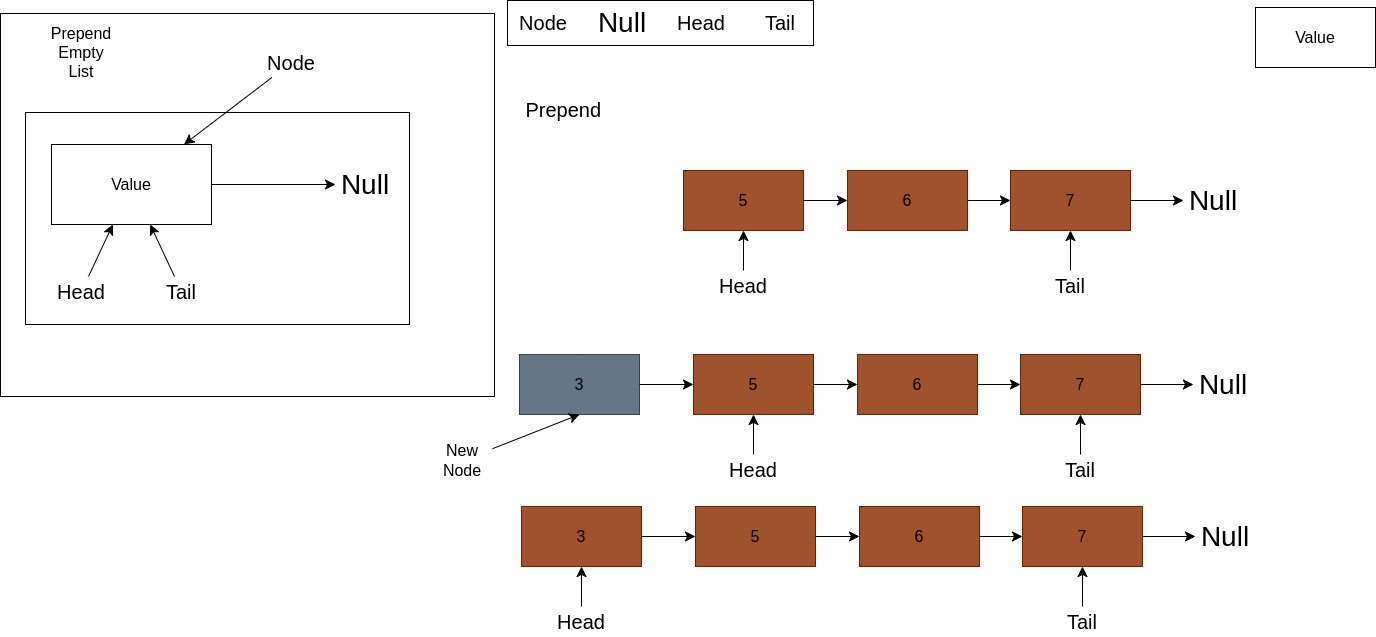 Prepend
Empty
List
Node
Value
Null
Head Tail
Node Null Head Tail
Value
Prepend
5 6 7 Null
Head Tail
3 5 6 7 Null
New
Node
Head Tail
3 5 6 7 Null
Head Tail